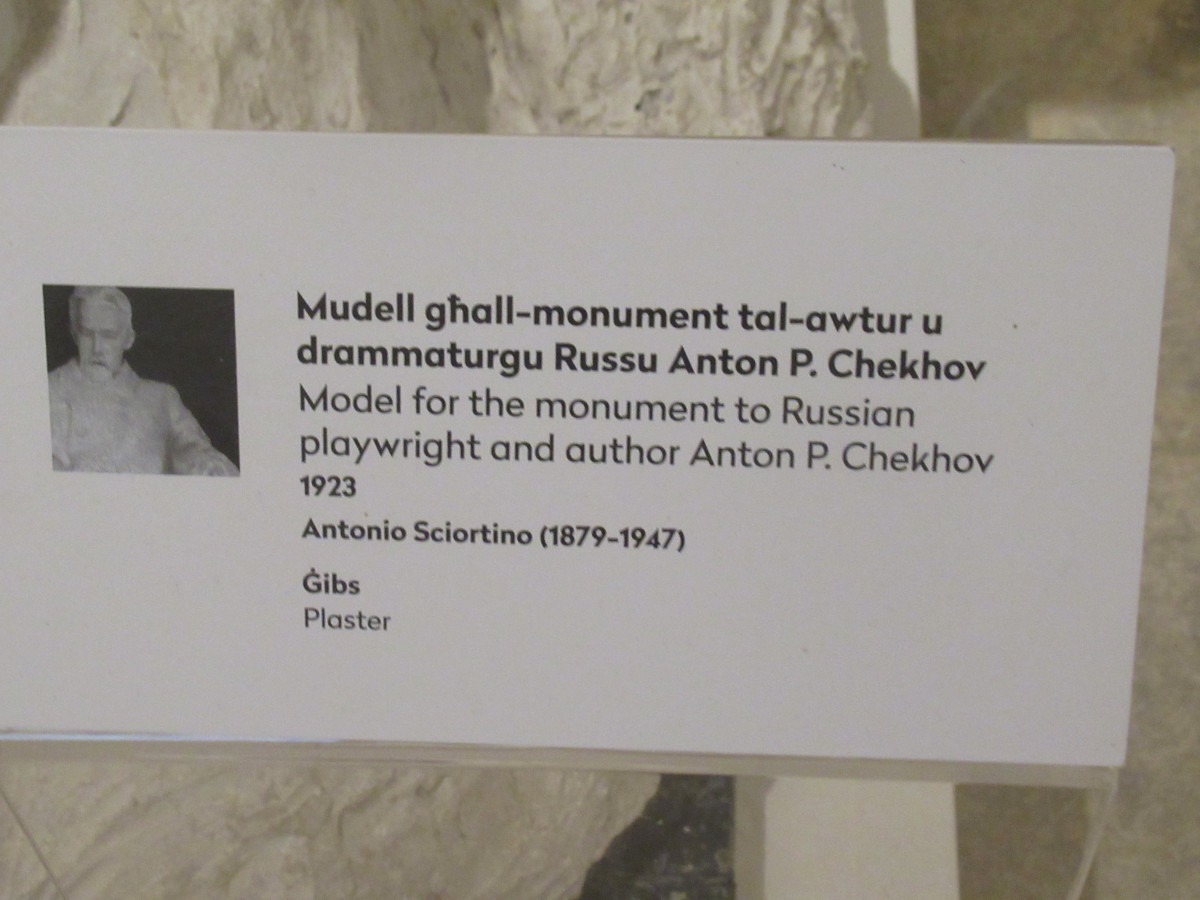 Mudell għall-monument tal-awtur u
drammaturgu Russu Anton P. Chekhov
Model for the monument to Russian
playwright and author Anton P. Chekhov
1923
Antonio Sciortino (1879-1947)
Ġibs
Plaster